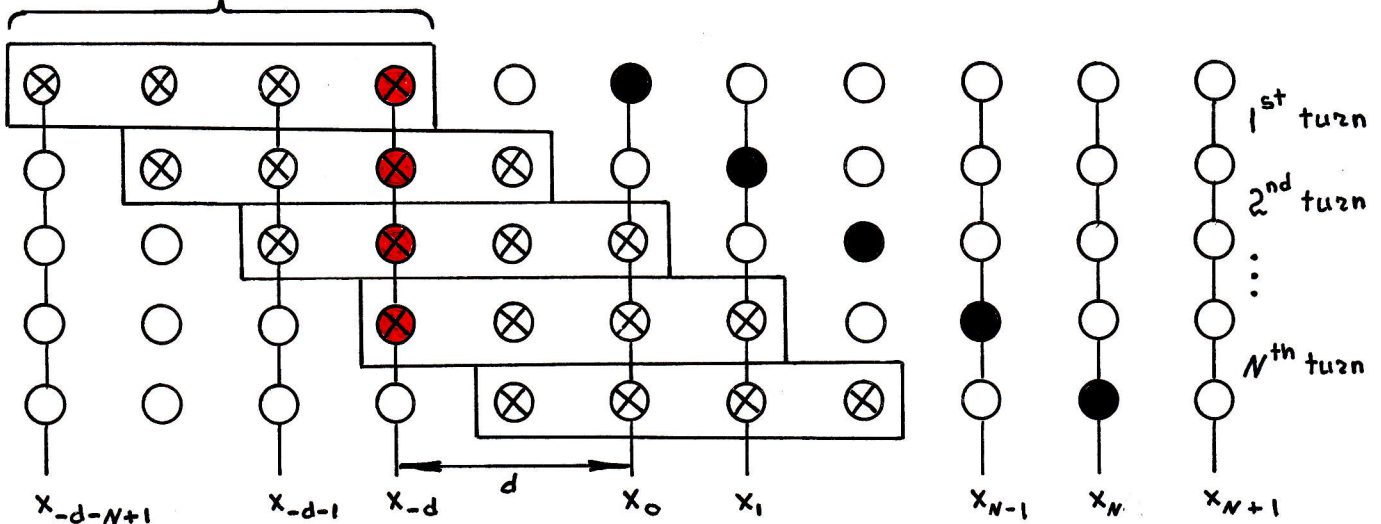 1st turn
2nd turn
...
Nth turn
d
x-d-N+1 x-d-1 x-d x0 x1 xN-1 xN xN+1